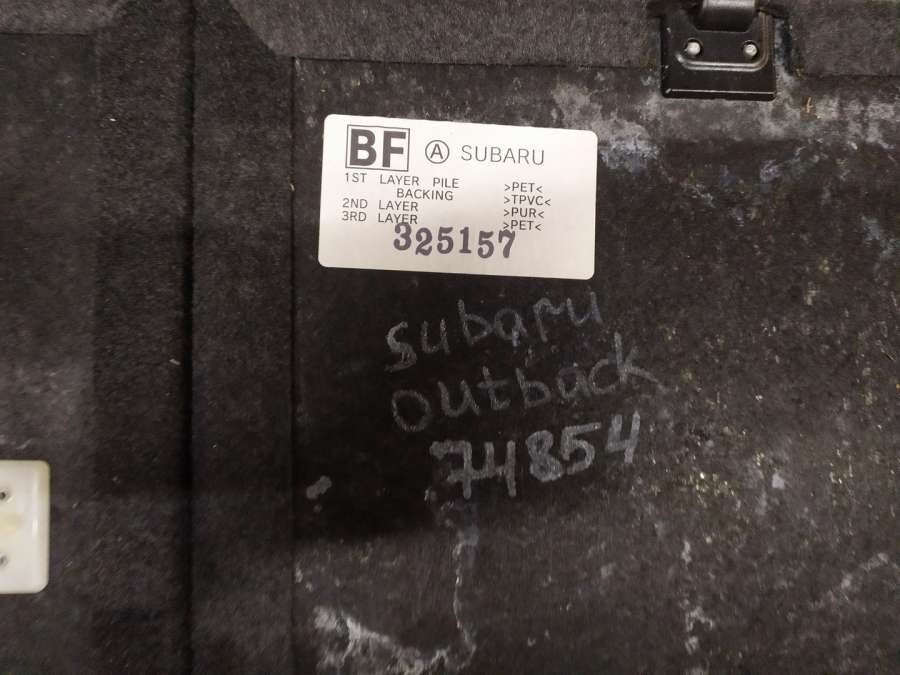 BF Ⓐ SUBARU
1ST LAYER PILE >PET<
BACKING >TPVC<
2ND LAYER >PUR<
3RD LAYER >PET<
325157
subaru
outback
74854